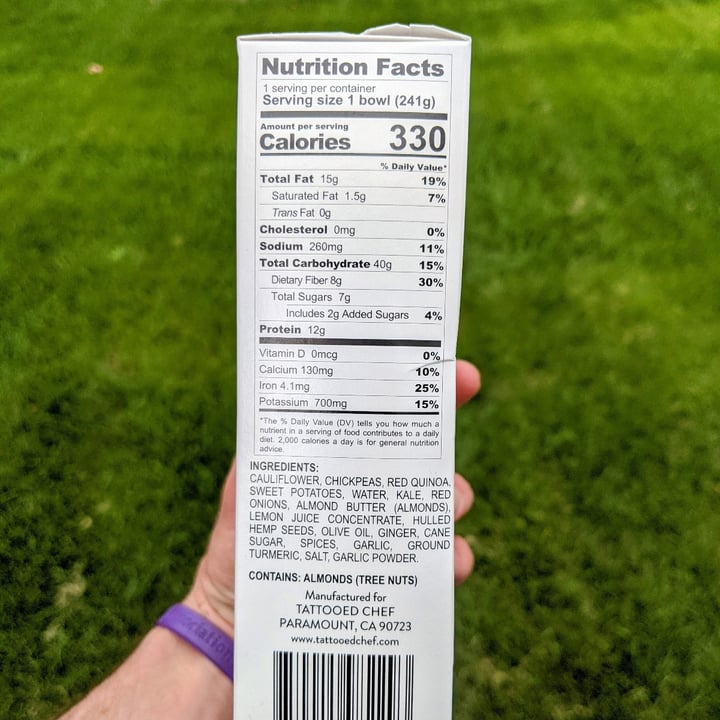 Nutrition Facts
1 serving per container
Serving size 1 bowl (241g)
Amount per serving
Calories 330
% Daily Value*
Total Fat 15g 19%
Saturated Fat 1.5g 7%
Trans Fat 0g
Cholesterol 0mg 0%
Sodium 260mg 11%
Total Carbohydrate 40g 15%
Dietary Fiber 8g 30%
Total Sugars 7g
Includes 2g Added Sugars 4%
Protein 12g
Vitamin D 0mcg 0%
Calcium 130mg 10%
Iron 4.1mg 25%
Potassium 700mg 15%
*The % Daily Value (DV) tells you how much a
nutrient in a serving of food contributes to a daily
diet. 2,000 calories a day is for general nutrition
advice.
INGREDIENTS:
CAULIFLOWER, CHICKPEAS, RED QUINOA,
SWEET POTATOES, WATER, KALE, RED
ONIONS, ALMOND BUTTER (ALMONDS),
LEMON JUICE CONCENTRATE, HULLED
HEMP SEEDS, OLIVE OIL, GINGER, CANE
SUGAR, SPICES, GARLIC, GROUND
TURMERIC, SALT, GARLIC POWDER.
CONTAINS: ALMONDS (TREE NUTS)
Manufactured for
TATTOOED CHEF
PARAMOUNT, CA 90723
www.tattooedchef.com